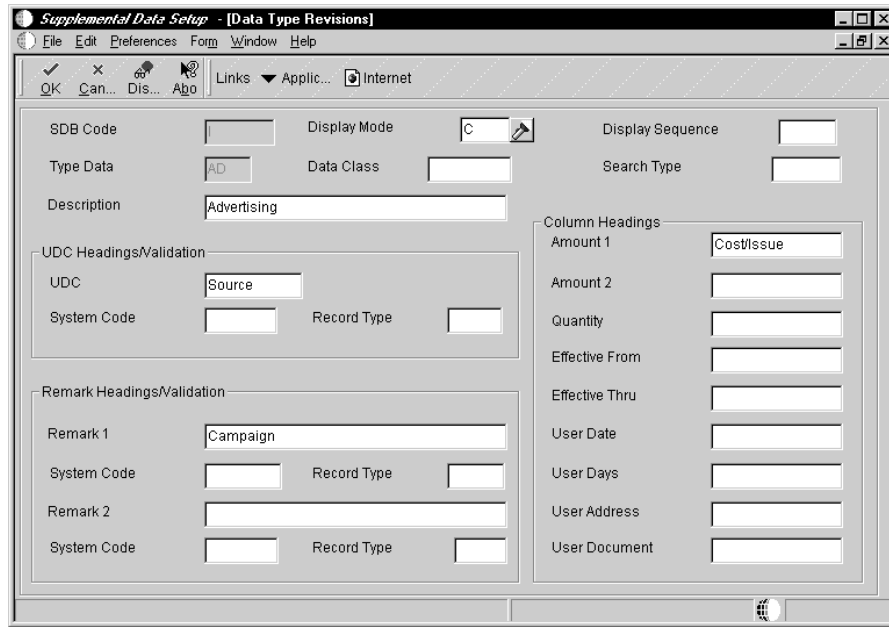 Supplemental Data Setup - [Data Type Revisions]
File Edit Preferences Form Window Help
OK Can... Dis... Abo Links Applic... Internet
SDB Code I Display Mode C Display Sequence
Type Data AD Data Class Search Type
Description Advertising
Column Headings
Amount 1 Cost/Issue
UDC Headings/Validation
UDC Source Amount 2
System Code Record Type Quantity
Effective From
Remark Headings/Validation Effective Thru
Remark 1 Campaign User Date
System Code Record Type User Days
Remark 2 User Address
System Code Record Type User Document